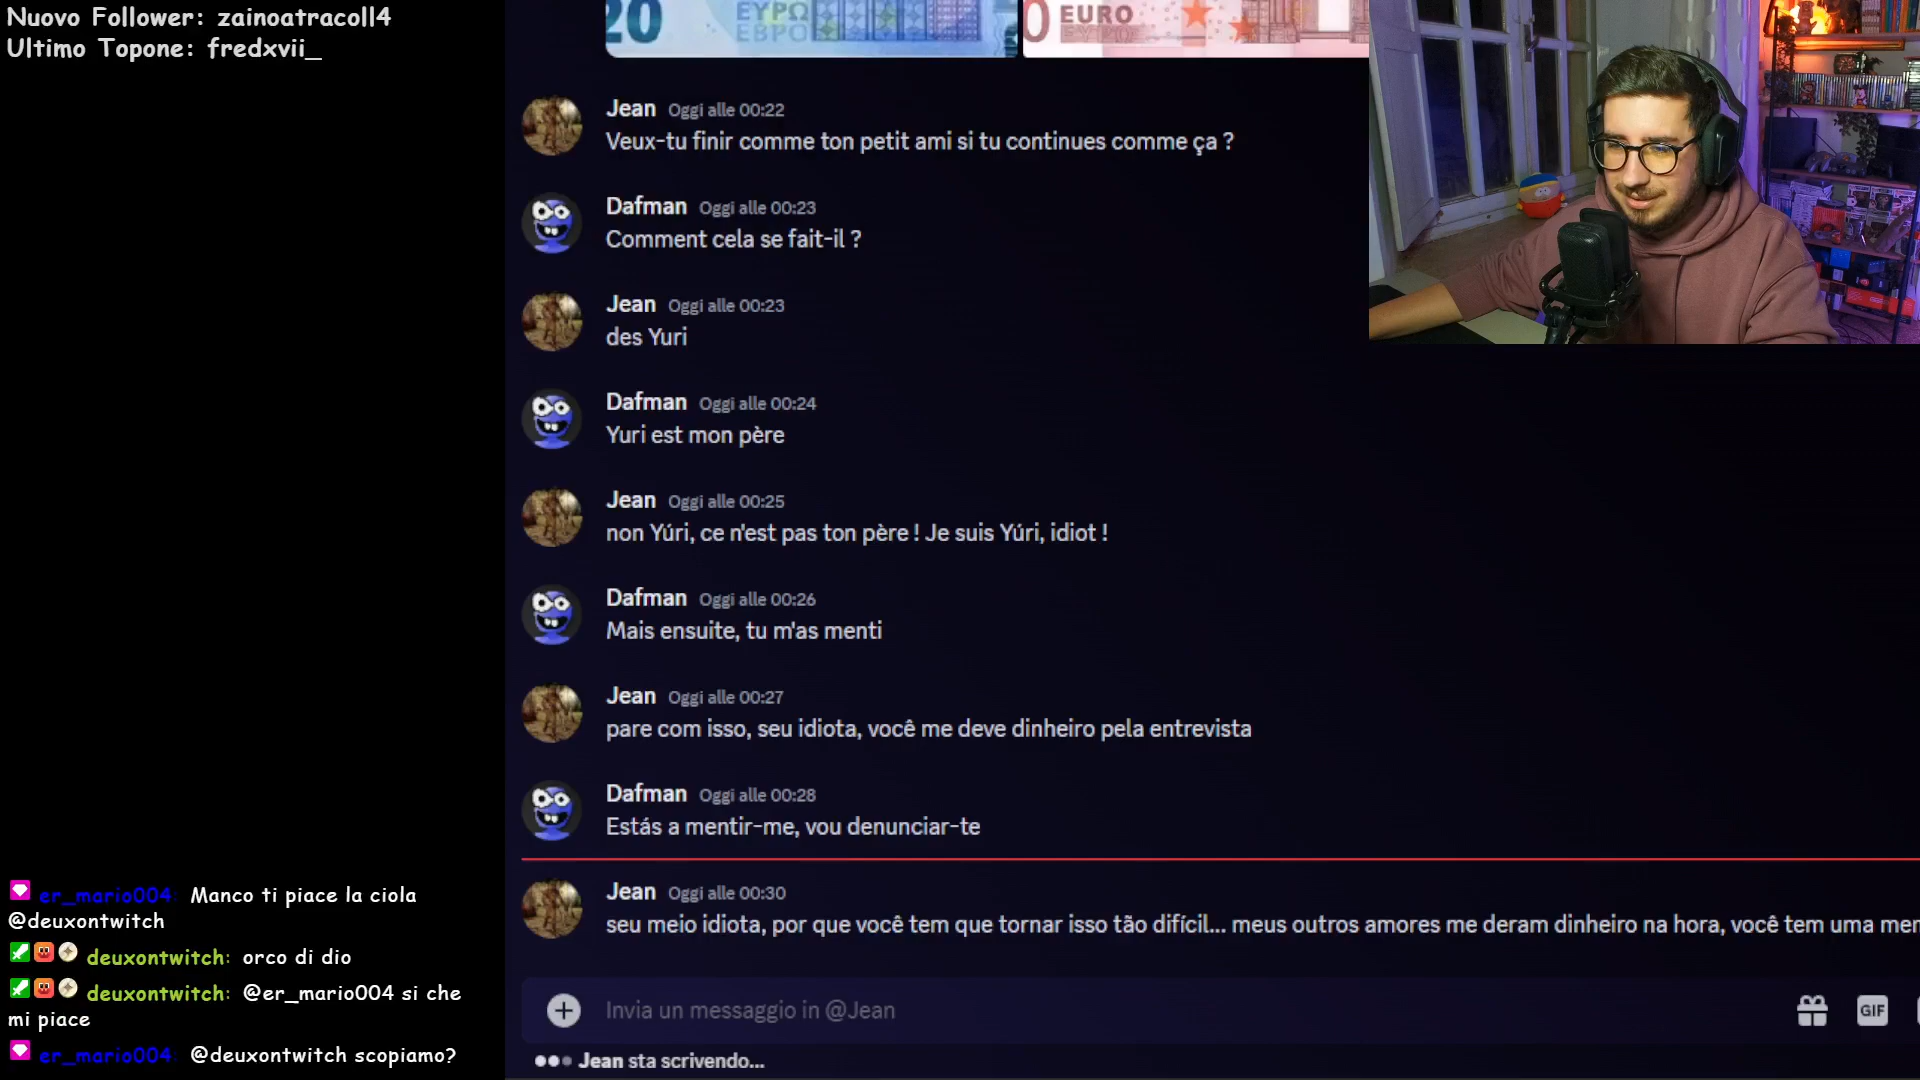 Nuovo Follower: zainoatracoll4
Ultimo Topone: fredxvii_
20 ΕΥΡΩ
ЕВРО
0 EURO
Jean Oggi alle 00:22
Veux-tu finir comme ton petit ami si tu continues comme ça ?
Dafman Oggi alle 00:23
Comment cela se fait-il ?
Jean Oggi alle 00:23
des Yuri
Dafman Oggi alle 00:24
Yuri est mon père
Jean Oggi alle 00:25
non Yúri, ce n'est pas ton père ! Je suis Yúri, idiot !
Dafman Oggi alle 00:26
Mais ensuite, tu m'as menti
Jean Oggi alle 00:27
pare com isso, seu idiota, você me deve dinheiro pela entrevista
Dafman Oggi alle 00:28
Estás a mentir-me, vou denunciar-te
Jean Oggi alle 00:30
seu meio idiota, por que você tem que tornar isso tão difícil... meus outros amores me deram dinheiro na hora, você tem uma
Invia un messaggio in @Jean
GIF
Jean sta scrivendo...
er_mario004: Manco ti piace la ciola
@deuxontwitch
deuxontwitch: orco di dio
deuxontwitch: @er_mario004 si che
mi piace
er_mario004: @deuxontwitch scopiamo?